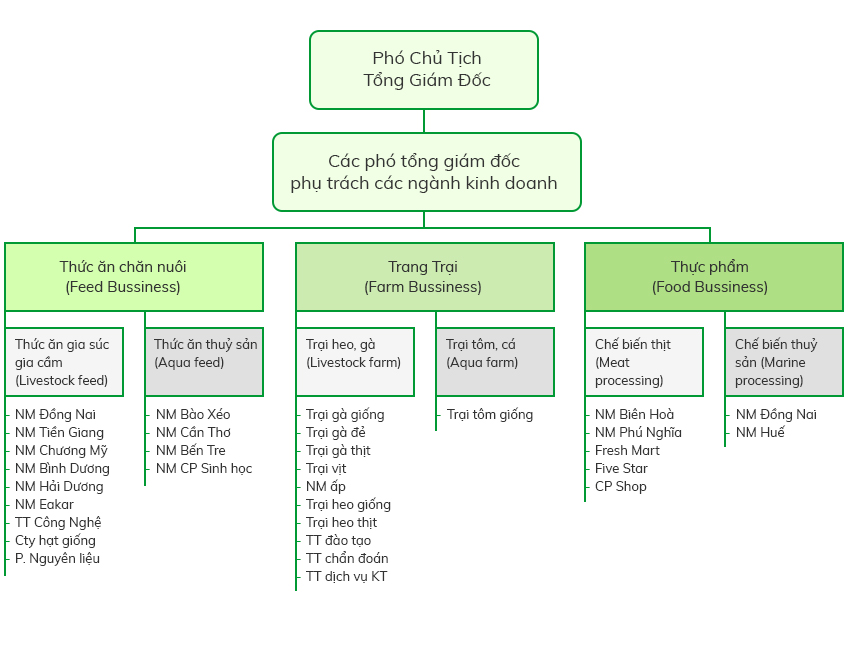 Phó Chủ Tịch
Tổng Giám Đốc
Các phó tổng giám đốc
phụ trách các ngành kinh doanh
Thức ăn chăn nuôi
(Feed Bussiness)
Thức ăn gia súc
gia cầm
(Livestock feed)
- NM Đồng Nai
- NM Tiền Giang
- NM Chương Mỹ
- NM Bình Dương
- NM Hải Dương
- NM Eakar
- TT Công Nghệ
- Cty hạt giống
- P. Nguyên liệu
Thức ăn thuỷ sản
(Aqua feed)
- NM Bào Xéo
- NM Cần Thơ
- NM Bến Tre
- NM CP Sinh học
Trang Trại
(Farm Bussiness)
Trại heo, gà
(Livestock farm)
- Trại gà giống
- Trại gà đẻ
- Trại gà thịt
- Trại vịt
- NM ấp
- Trại heo giống
- Trại heo thịt
- TT đào tạo
- TT chẩn đoán
- TT dịch vụ KT
Trại tôm, cá
(Aqua farm)
- Trại tôm giống
Thực phẩm
(Food Bussiness)
Chế biến thịt
(Meat
processing)
- NM Biên Hoà
- NM Phú Nghĩa
- Fresh Mart
- Five Star
- CP Shop
Chế biến thuỷ
sản (Marine
processing)
- NM Đồng Nai
- NM Huế